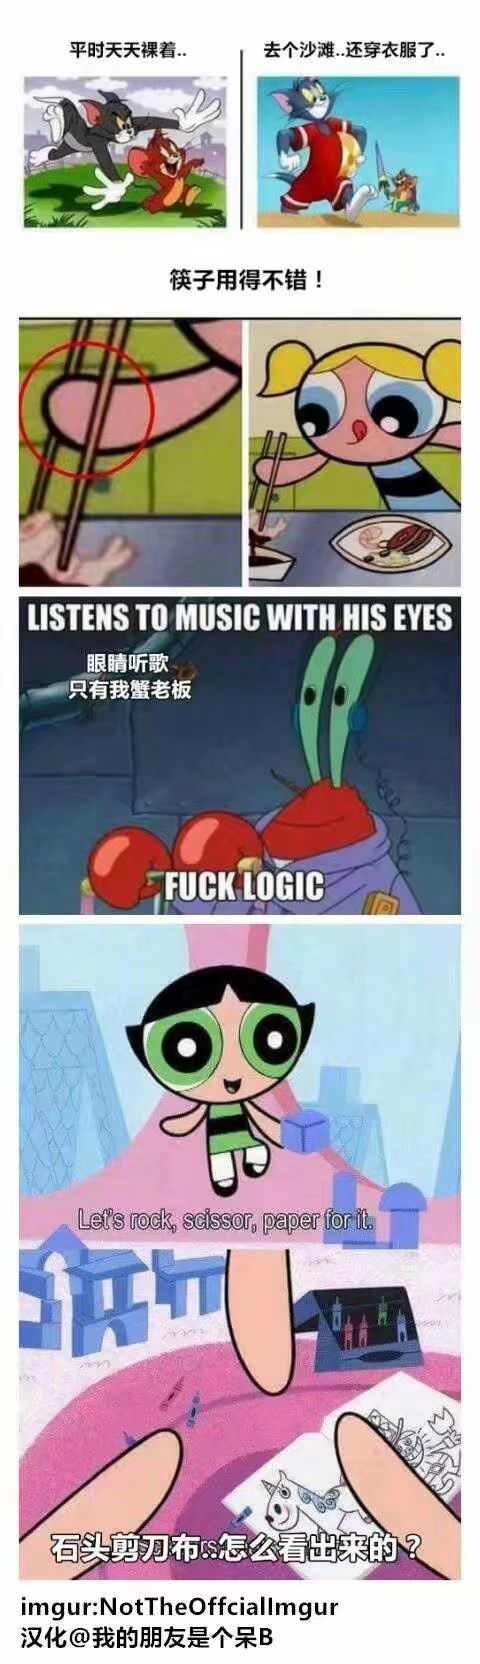 平时天天裸着..
去个沙滩..还穿衣服了..
筷子用得不错！
LISTENS TO MUSIC WITH HIS EYES
眼睛听歌
只有我蟹老板
FUCK LOGIC
Let's rock, scissor, paper for it.
石头剪刀布..怎么看出来的？
imgur:NotTheOffcialImgur
汉化@我的朋友是个呆B